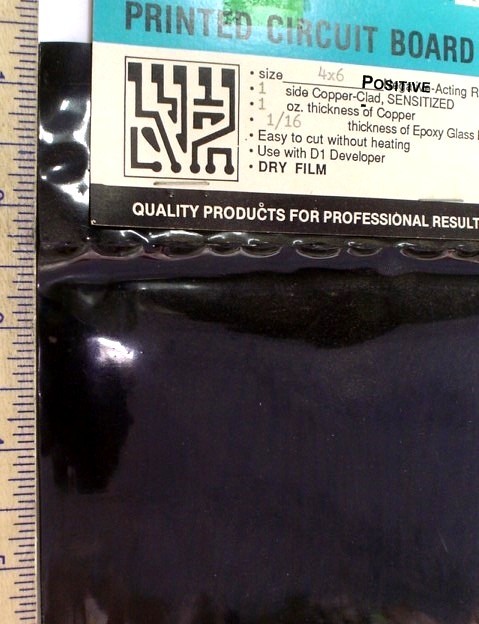 PRINTED CIRCUIT BOARD
• size 4x6
POSITIVE -Acting R
• 1 side Copper-Clad, SENSITIZED
• 1 oz. thickness of Copper
• 1/16 thickness of Epoxy Glass
• Easy to cut without heating
• Use with D1 Developer
• DRY FILM
QUALITY PRODUCTS FOR PROFESSIONAL RESULT